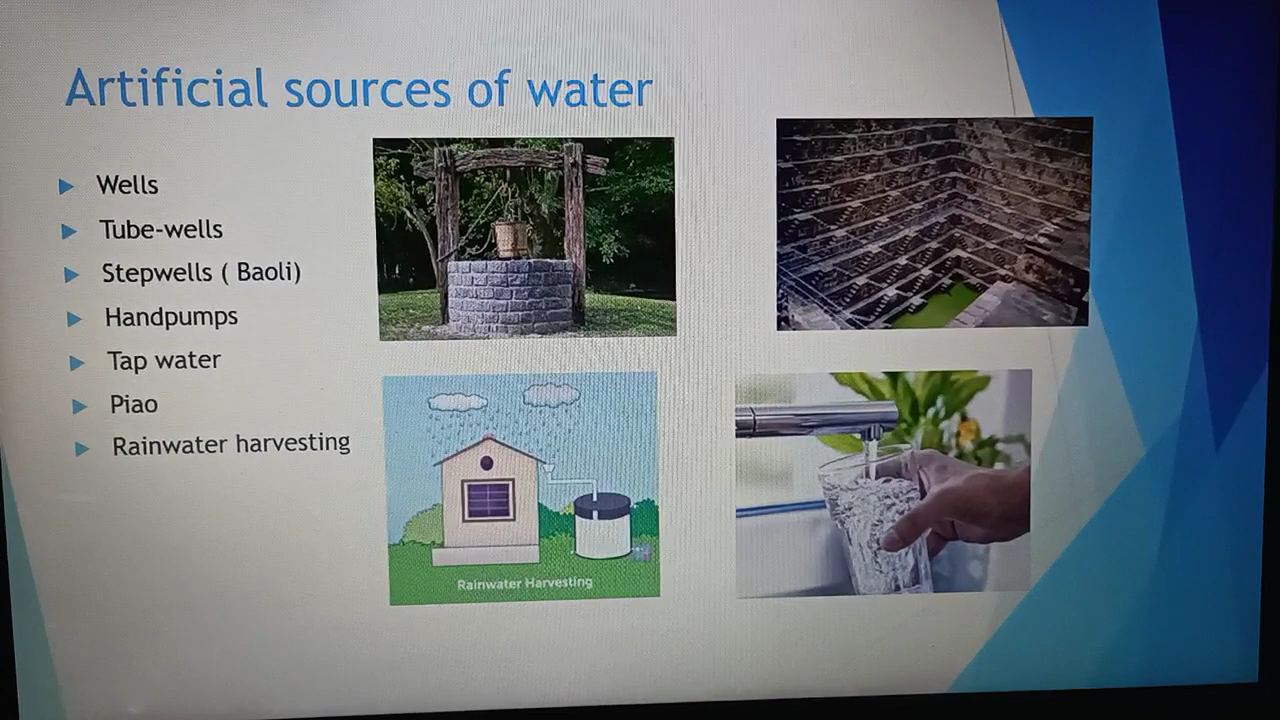 Artificial sources of water
Wells
Tube-wells
Stepwells ( Baoli)
Handpumps
Tap water
Piao
Rainwater harvesting
Rainwater Harvesting